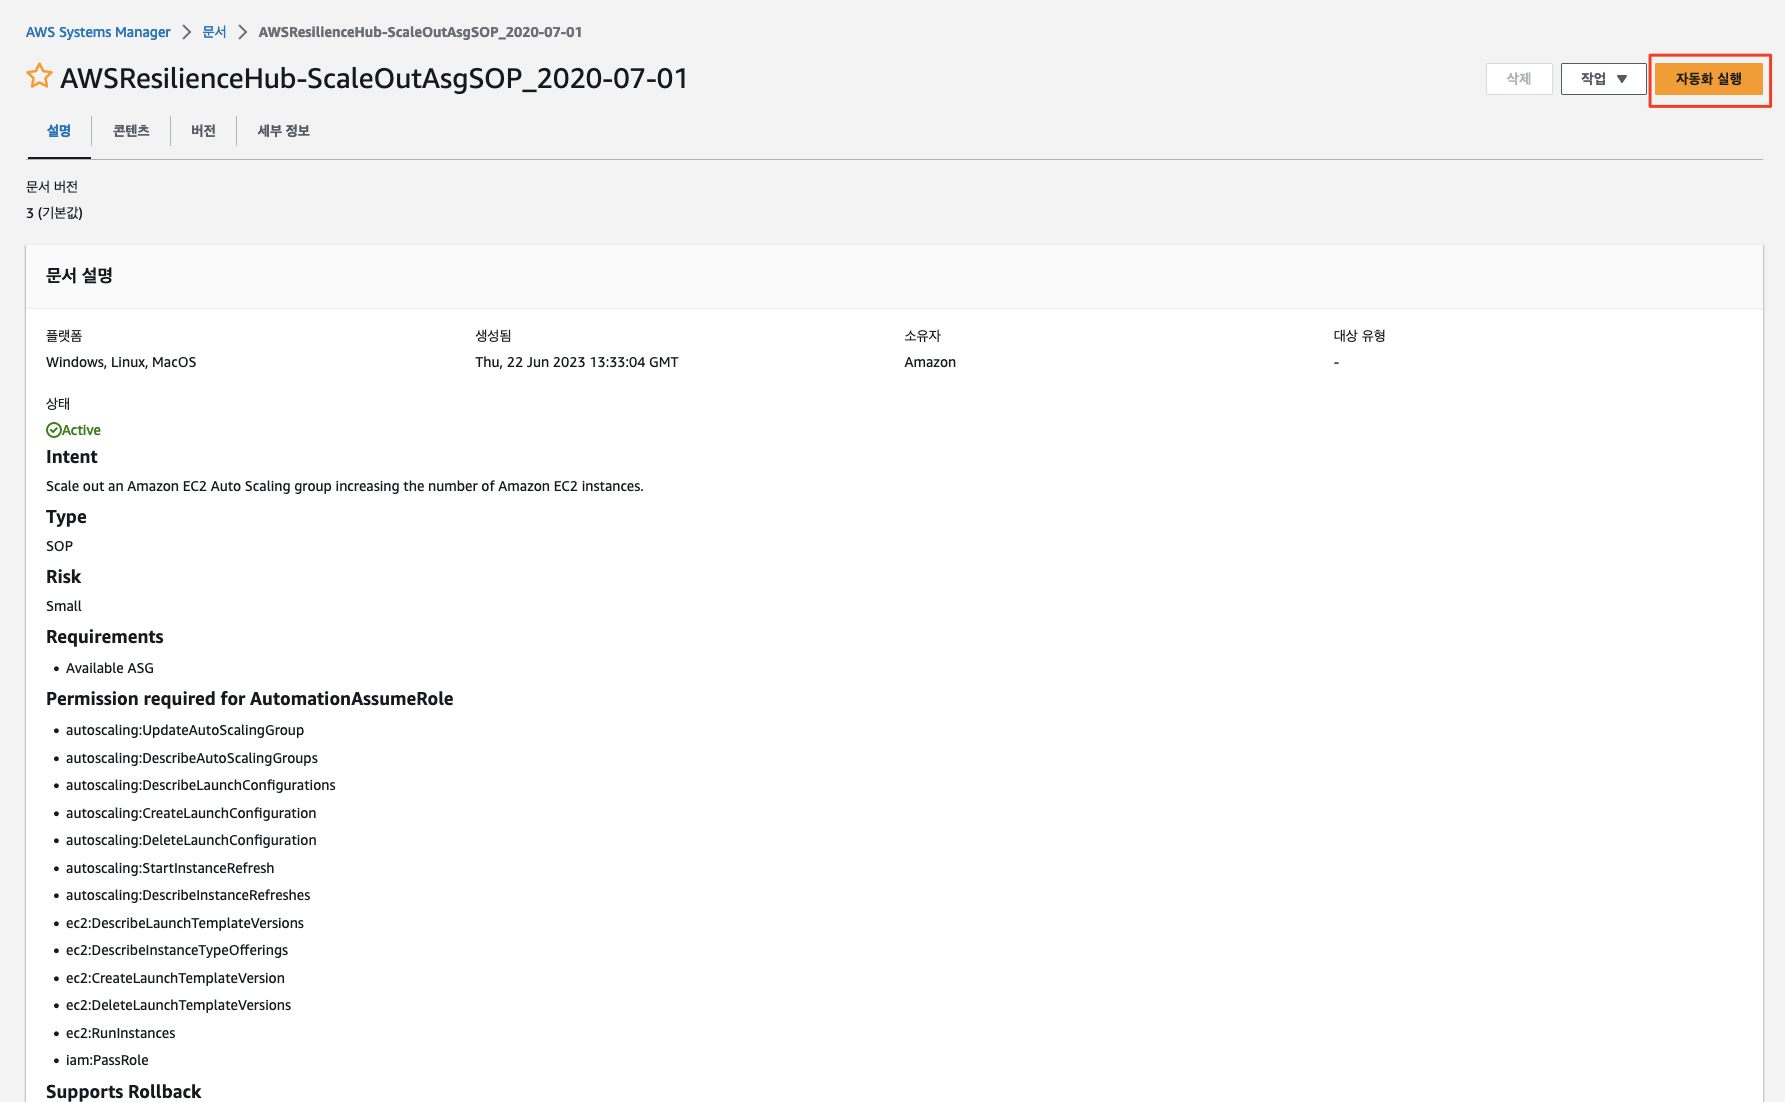 AWS Systems Manager > 문서 > AWSResilienceHub-ScaleOutAsgSOP_2020-07-01
AWSResilienceHub-ScaleOutAsgSOP_2020-07-01
삭제 작업 ▼ 자동화 실행
설명 콘텐츠 버전 세부 정보
문서 버전
3 (기본값)
문서 설명
플랫폼 생성됨 소유자 대상 유형
Windows, Linux, MacOS Thu, 22 Jun 2023 13:33:04 GMT Amazon -
상태
Active
Intent
Scale out an Amazon EC2 Auto Scaling group increasing the number of Amazon EC2 instances.
Type
SOP
Risk
Small
Requirements
• Available ASG
Permission required for AutomationAssumeRole
• autoscaling:UpdateAutoScalingGroup
• autoscaling:DescribeAutoScalingGroups
• autoscaling:DescribeLaunchConfigurations
• autoscaling:CreateLaunchConfiguration
• autoscaling:DeleteLaunchConfiguration
• autoscaling:StartInstanceRefresh
• autoscaling:DescribeInstanceRefreshes
• ec2:DescribeLaunchTemplateVersions
• ec2:DescribeInstanceTypeOfferings
• ec2:CreateLaunchTemplateVersion
• ec2:DeleteLaunchTemplateVersions
• ec2:RunInstances
• iam:PassRole
Supports Rollback